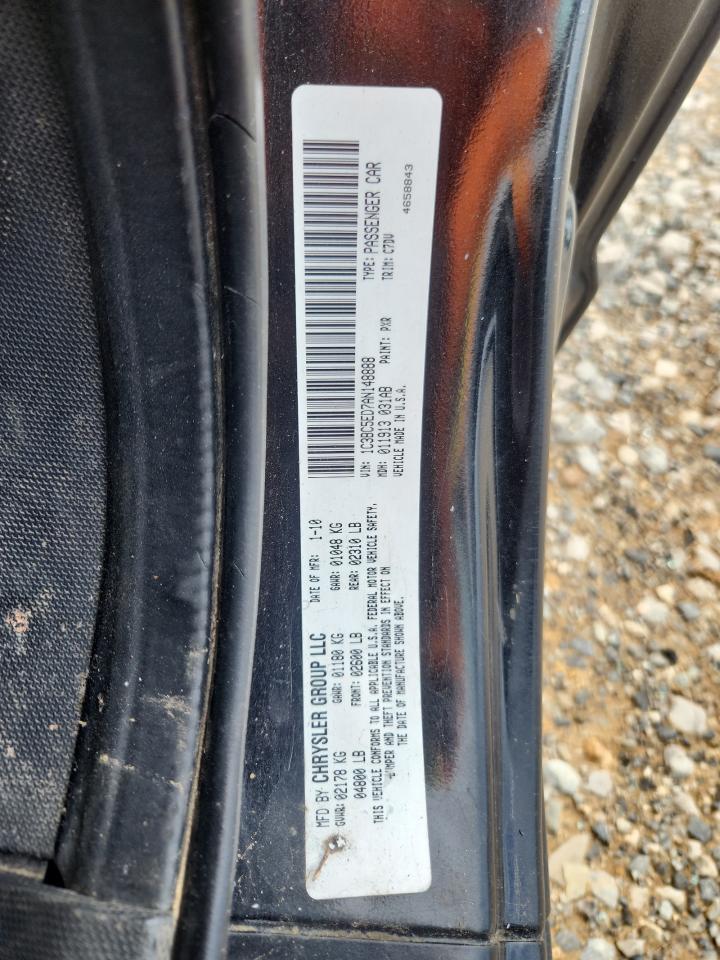 MFD BY CHRYSLER GROUP LLC DATE OF MFR: 1-10
GVWR: 02178 KG GAWR: 01180 KG GAWR: 01048 KG
04800 LB FRONT: 02600 LB REAR: 02310 LB
THIS VEHICLE CONFORMS TO ALL APPLICABLE U.S.A. FEDERAL MOTOR VEHICLE SAFETY,
BUMPER AND THEFT PREVENTION STANDARDS IN EFFECT ON
THE DATE OF MANUFACTURE SHOWN ABOVE.
VIN: 1C3BC5ED7AN148888 TYPE: PASSENGER CAR
MDH: 011913 031AB PAINT: PXR TRIM: C7DV
VEHICLE MADE IN U.S.A. 4658843